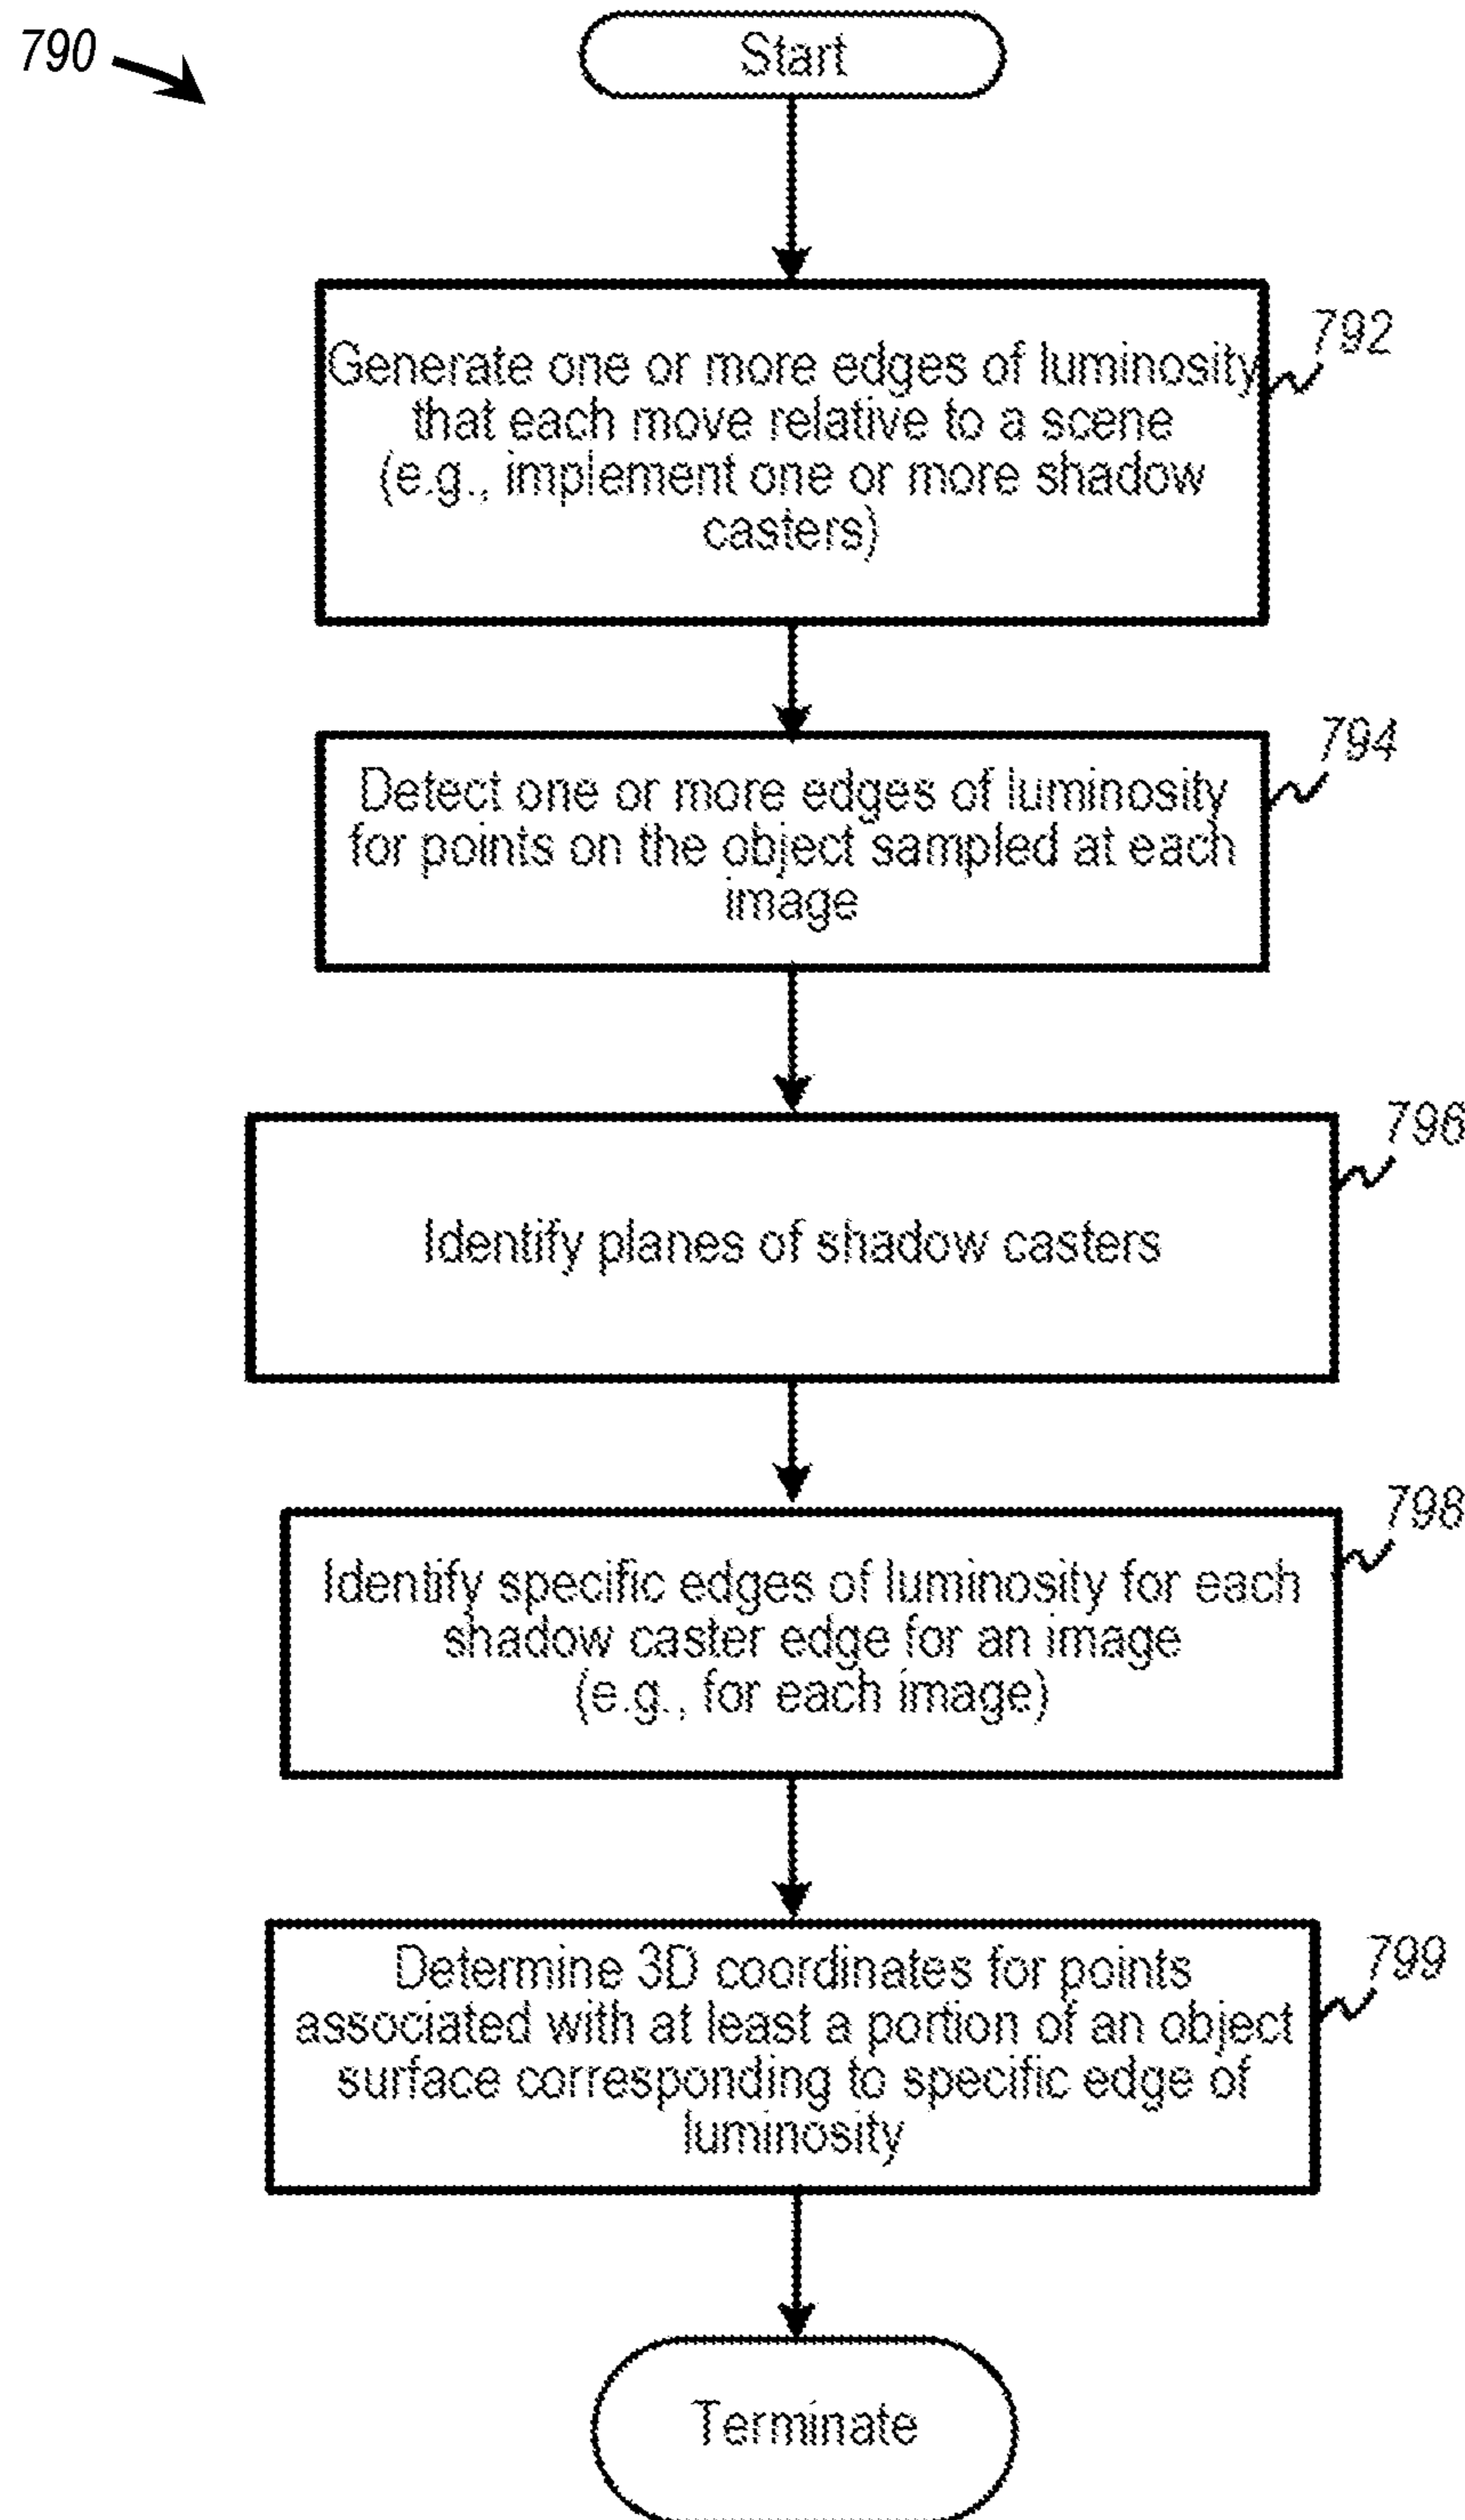 790
Start
Generate one or more edges of luminosity
that each move relative to a scene
(e.g., implement one or more shadow
casters)
792
Detect one or more edges of luminosity
for points on the object sampled at each
image
794
Identify planes of shadow casters
796
Identify specific edges of luminosity for each
shadow caster edge for an image
(e.g., for each image)
798
Determine 3D coordinates for points
associated with at least a portion of an object
surface corresponding to specific edge of
luminosity
799
Terminate